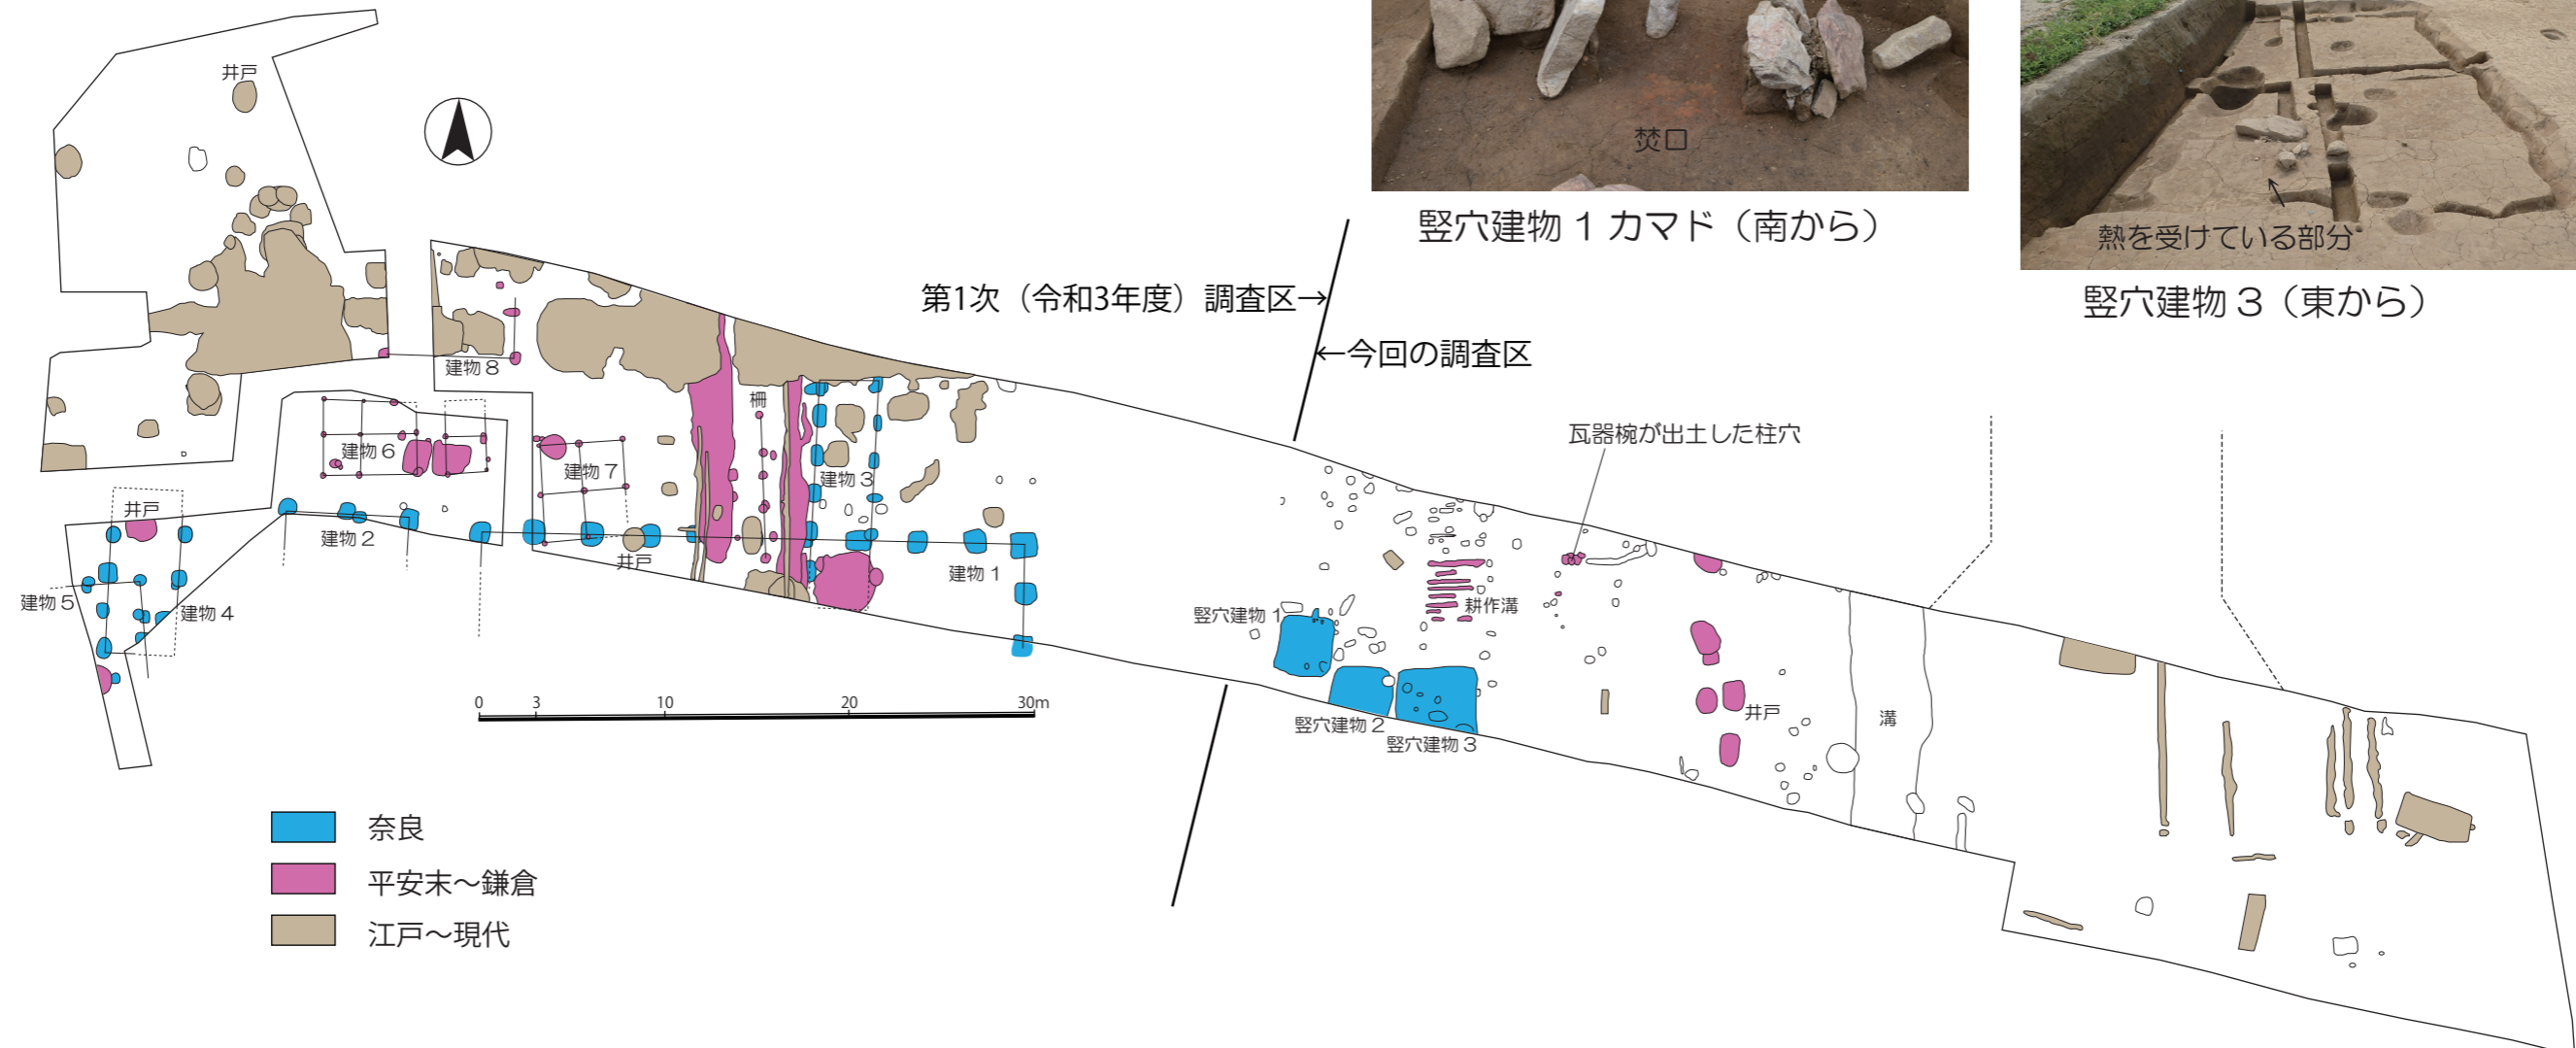 焚口
熱を受けている部分
竪穴建物 1 カマド（南から）
竪穴建物 3（東から）
第1次（令和3年度）調査区→
←今回の調査区
井戸
建物 8
柵
建物 6
建物 7
建物 3
井戸
建物 2
井戸
建物 1
建物 5
建物 4
瓦器椀が出土した柱穴
耕作溝
竪穴建物 1
竪穴建物 2
竪穴建物 3
井戸
溝
0 3 10 20 30m
奈良
平安末～鎌倉
江戸～現代